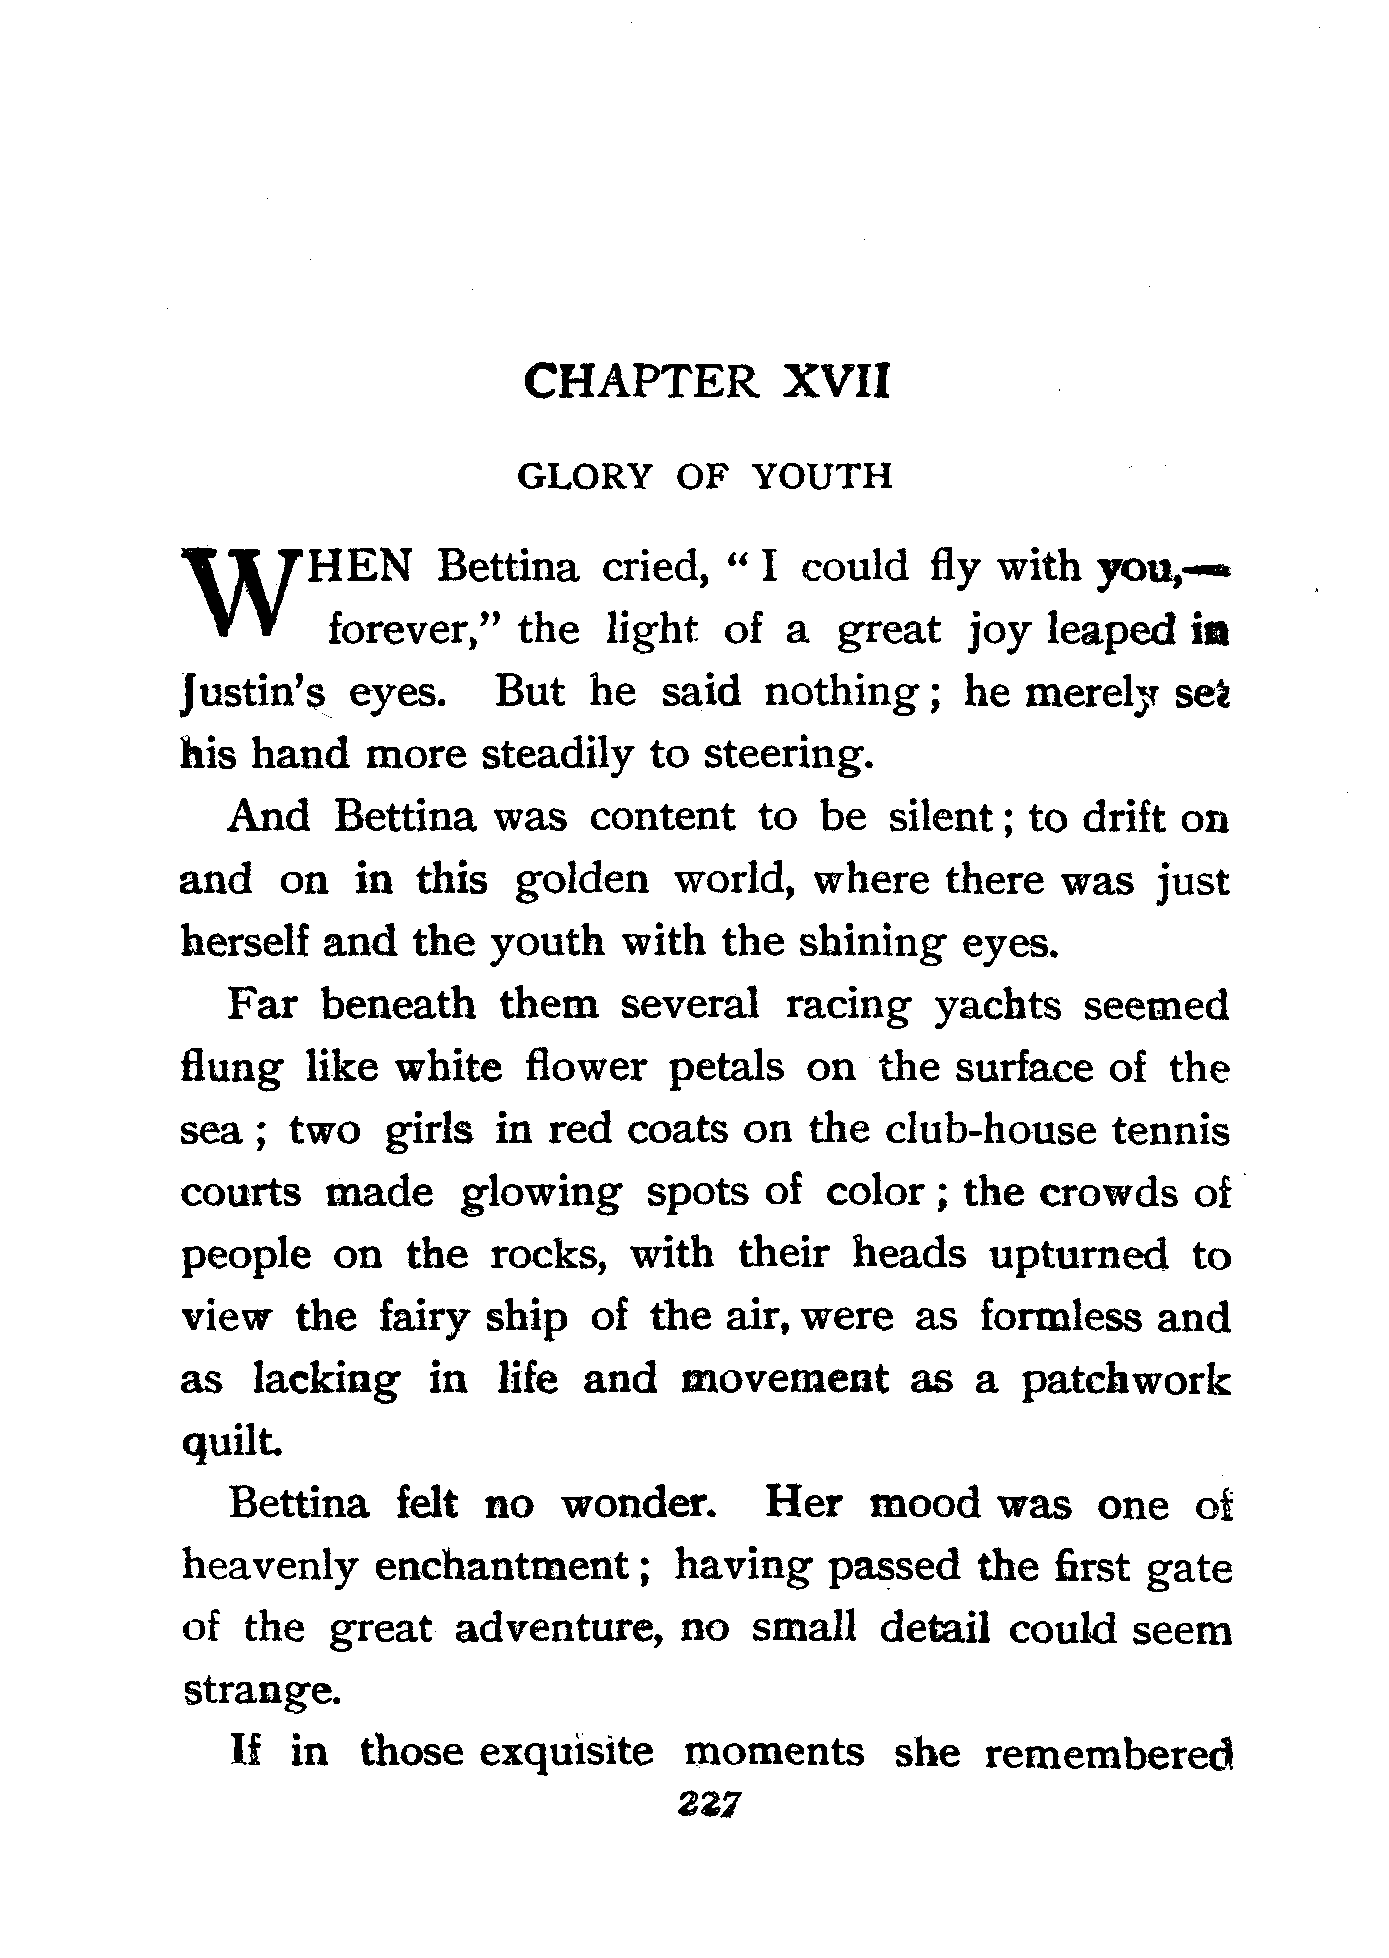 CHAPTER XVII
GLORY OF YOUTH
WHEN Bettina cried, “ I could fly with you,—
forever,” the light of a great joy leaped in
Justin’s eyes. But he said nothing ; he merely set
his hand more steadily to steering.
And Bettina was content to be silent ; to drift on
and on in this golden world, where there was just
herself and the youth with the shining eyes.
Far beneath them several racing yachts seemed
flung like white flower petals on the surface of the
sea ; two girls in red coats on the club-house tennis
courts made glowing spots of color ; the crowds of
people on the rocks, with their heads upturned to
view the fairy ship of the air, were as formless and
as lacking in life and movement as a patchwork
quilt.
Bettina felt no wonder. Her mood was one of
heavenly enchantment ; having passed the first gate
of the great adventure, no small detail could seem
strange.
If in those exquisite moments she remembered
227